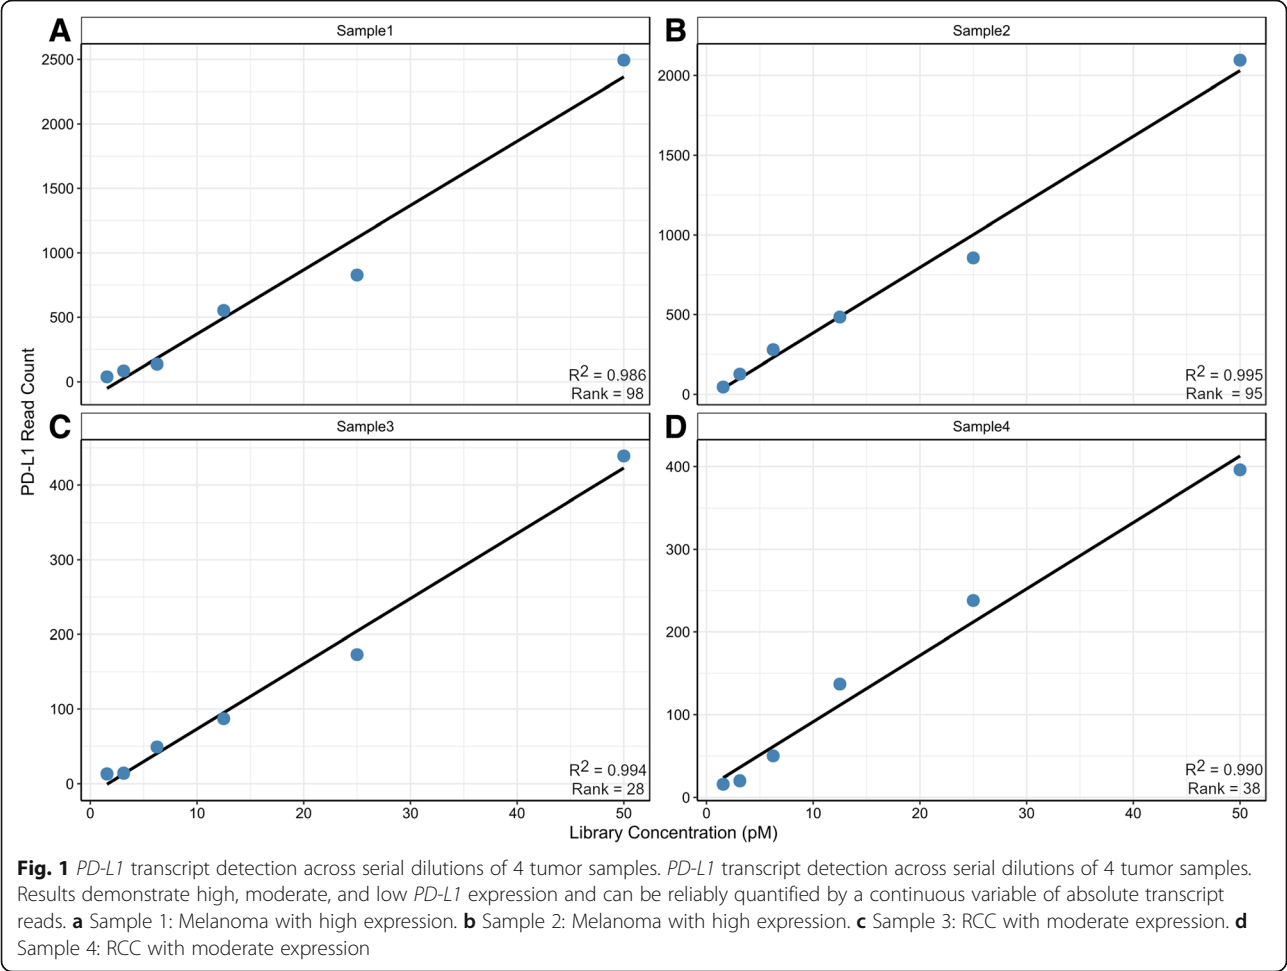 A
Sample1
2500
2000
1500
1000
500
0
R2 = 0.986
Rank = 98
B
Sample2
2000
1500
1000
500
0
R2 = 0.995
Rank = 95
PD-L1 Read Count
C
Sample3
400
300
200
100
0
R2 = 0.994
Rank = 28
0 10 20 30 40 50
D
Sample4
400
300
200
100
0
R2 = 0.990
Rank = 38
0 10 20 30 40 50
Library Concentration (pM)
Fig. 1 PD-L1 transcript detection across serial dilutions of 4 tumor samples. PD-L1 transcript detection across serial dilutions of 4 tumor samples.
Results demonstrate high, moderate, and low PD-L1 expression and can be reliably quantified by a continuous variable of absolute transcript
reads. a Sample 1: Melanoma with high expression. b Sample 2: Melanoma with high expression. c Sample 3: RCC with moderate expression. d
Sample 4: RCC with moderate expression